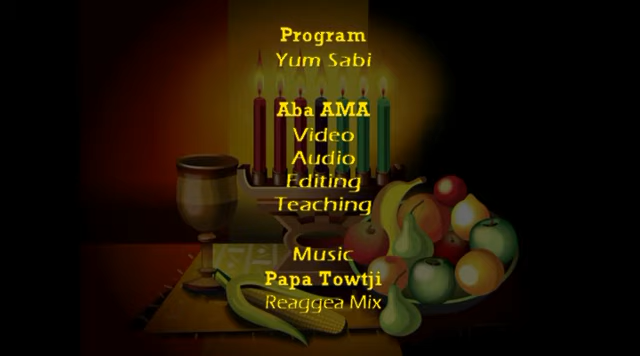 Program
Yum Sabi
Aba AMA
Video
Audio
Editing
Teaching
Music
Papa Towtji
Reaggea Mix